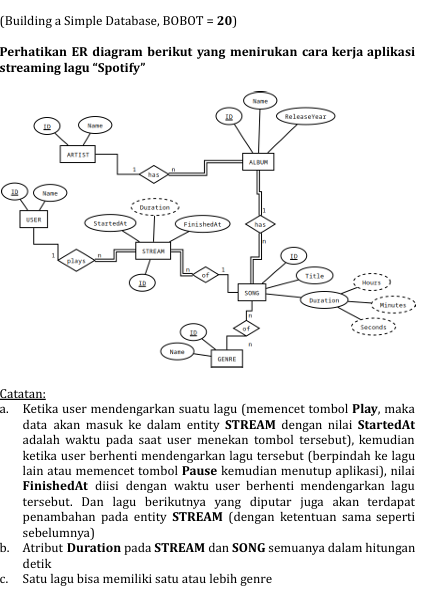 (Building a Simple Database, BOBOT = 20)
Perhatikan ER diagram berikut yang menirukan cara kerja aplikasi
streaming lagu “Spotify”
Name
ID
ReleaseYear
ID
Name
ARTIST
ALBUM
1
has
n
ID
Name
USER
Duration
StartedAt
FinishedAt
1
has
n
STREAM
1
plays
n
ID
n
of
1
SONG
ID
Title
Duration
Hours
Minutes
Seconds
n
of
n
ID
Name
GENRE
Catatan:
a. Ketika user mendengarkan suatu lagu (memencet tombol Play, maka
data akan masuk ke dalam entity STREAM dengan nilai StartedAt
adalah waktu pada saat user menekan tombol tersebut), kemudian
ketika user berhenti mendengarkan lagu tersebut (berpindah ke lagu
lain atau memencet tombol Pause kemudian menutup aplikasi), nilai
FinishedAt diisi dengan waktu user berhenti mendengarkan lagu
tersebut. Dan lagu berikutnya yang diputar juga akan terdapat
penambahan pada entity STREAM (dengan ketentuan sama seperti
sebelumnya)
b. Atribut Duration pada STREAM dan SONG semuanya dalam hitungan
detik
c. Satu lagu bisa memiliki satu atau lebih genre